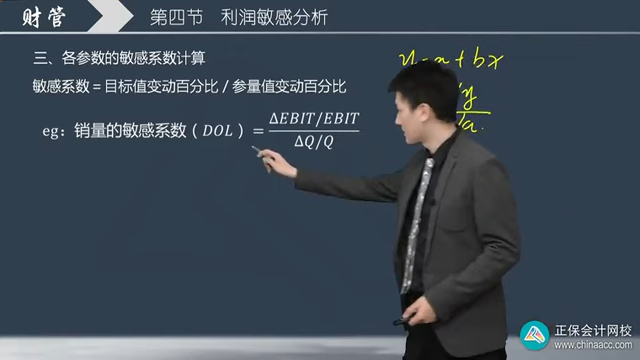 财管 第四节 利润敏感分析
三、各参数的敏感系数计算
敏感系数 = 目标值变动百分比 / 参量值变动百分比
eg：销量的敏感系数（DOL）= ΔEBIT/EBIT
ΔQ/Q
y=a+bx
正保会计网校
www.chinaacc.com